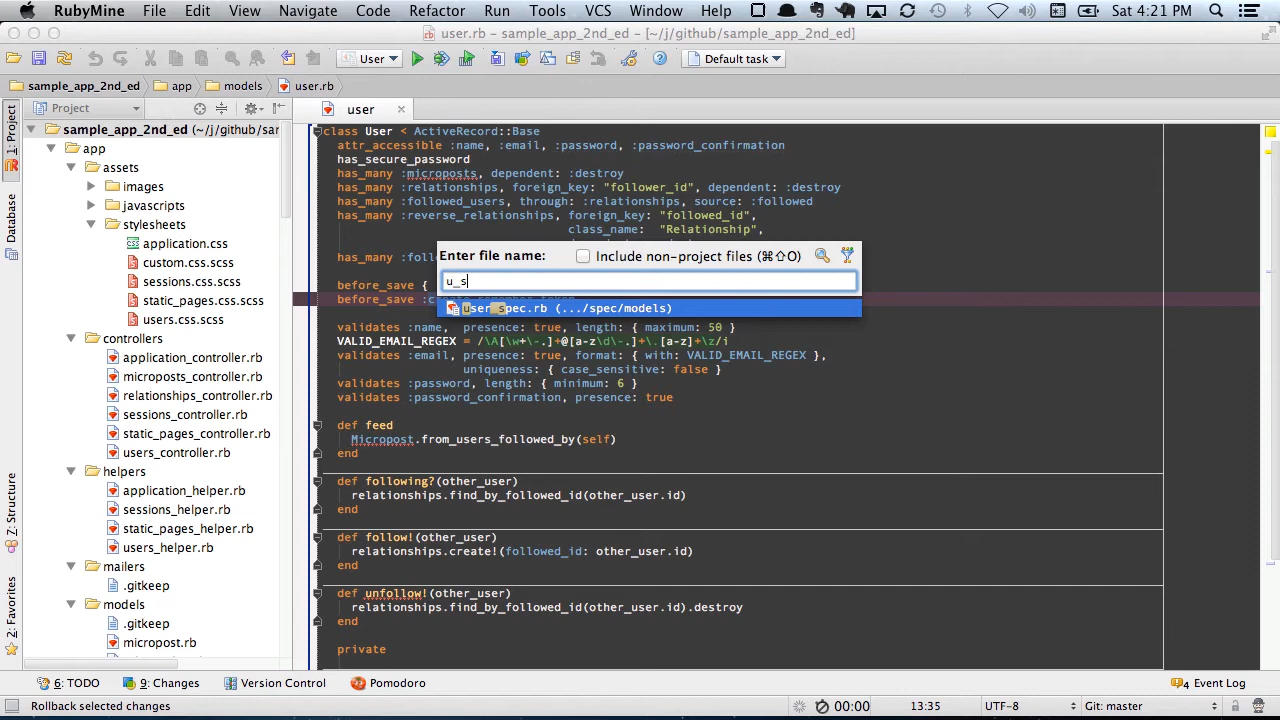 RubyMine File Edit View Navigate Code Refactor Run Tools VCS Window Help Sat 4:21 PM
user.rb – sample_app_2nd_ed – [~/j/github/sample_app_2nd_ed]
User Default task
sample_app_2nd_ed app models user.rb
Project user
1: Project
Database
Z: Structure
2: Favorites
sample_app_2nd_ed (~/j/github/sar
app
assets
images
javascripts
stylesheets
application.css
custom.css.scss
sessions.css.scss
static_pages.css.scss
users.css.scss
controllers
application_controller.rb
microposts_controller.rb
relationships_controller.rb
sessions_controller.rb
static_pages_controller.rb
users_controller.rb
helpers
application_helper.rb
sessions_helper.rb
static_pages_helper.rb
users_helper.rb
mailers
.gitkeep
models
.gitkeep
micropost.rb
class User < ActiveRecord::Base
attr_accessible :name, :email, :password, :password_confirmation
has_secure_password
has_many :microposts, dependent: :destroy
has_many :relationships, foreign_key: "follower_id", dependent: :destroy
has_many :followed_users, through: :relationships, source: :followed
has_many :reverse_relationships, foreign_key: "followed_id",
class_name: "Relationship",
has_many :follo
Enter file name: Include non-project files (⌘⇧O)
u_s
user_spec.rb (.../spec/models)
before_save {
before_save :create_remember_token
validates :name, presence: true, length: { maximum: 50 }
VALID_EMAIL_REGEX = /\A[\w+\-.]+@[a-z\d\-.]+\.[a-z]+\z/i
validates :email, presence: true, format: { with: VALID_EMAIL_REGEX },
uniqueness: { case_sensitive: false }
validates :password, length: { minimum: 6 }
validates :password_confirmation, presence: true
def feed
Micropost.from_users_followed_by(self)
end
def following?(other_user)
relationships.find_by_followed_id(other_user.id)
end
def follow!(other_user)
relationships.create!(followed_id: other_user.id)
end
def unfollow!(other_user)
relationships.find_by_followed_id(other_user.id).destroy
end
private
6: TODO 9: Changes Version Control Pomodoro 4 Event Log
Rollback selected changes 00:00 13:35 UTF-8 Git: master